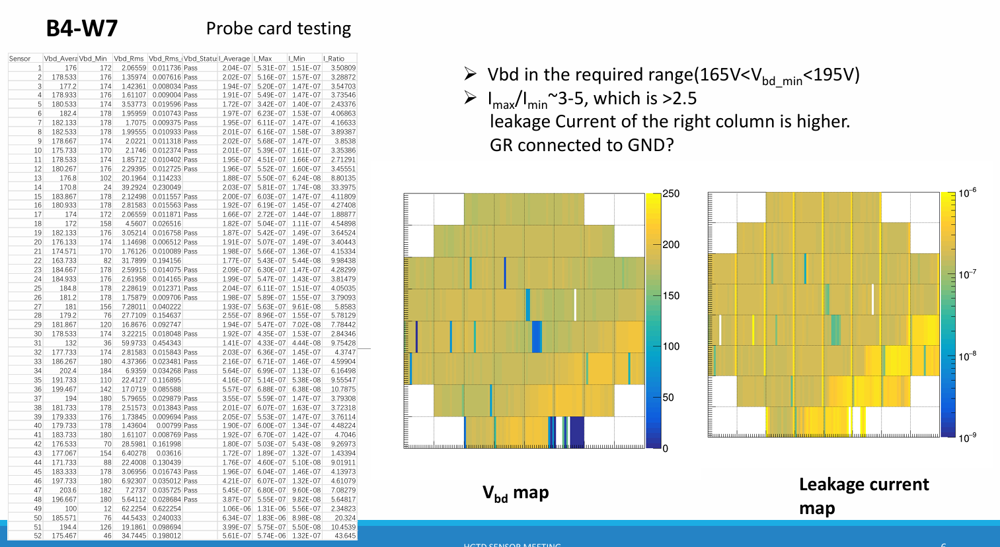 B4-W7
Probe card testing
Sensor Vbd_Avera Vbd_Min Vbd_Rms Vbd_Rms_ Vbd_Statu I_Average I_Max I_Min I_Ratio
1 176 172 2.06559 0.011736 Pass 2.04E-07 5.31E-07 1.51E-07 3.50809
2 178.533 176 1.35974 0.007616 Pass 2.02E-07 5.16E-07 1.57E-07 3.28872
3 177.2 174 1.42361 0.008034 Pass 1.94E-07 5.20E-07 1.47E-07 3.54703
4 178.933 176 1.61107 0.009004 Pass 1.91E-07 5.49E-07 1.47E-07 3.73546
5 180.533 174 3.53773 0.019596 Pass 1.72E-07 3.42E-07 1.40E-07 2.43376
6 182.4 178 1.95959 0.010743 Pass 1.97E-07 6.23E-07 1.53E-07 4.06863
7 182.133 178 1.7075 0.009375 Pass 1.95E-07 6.11E-07 1.47E-07 4.16633
8 182.533 178 1.99555 0.010933 Pass 2.01E-07 6.16E-07 1.58E-07 3.89387
9 178.667 174 2.0221 0.011318 Pass 2.02E-07 5.68E-07 1.47E-07 3.8538
10 175.733 170 2.1746 0.012374 Pass 2.01E-07 5.39E-07 1.61E-07 3.35386
11 178.533 174 1.85712 0.010402 Pass 1.95E-07 4.51E-07 1.66E-07 2.71291
12 180.267 176 2.29395 0.012725 Pass 1.96E-07 5.52E-07 1.60E-07 3.45551
13 176.8 102 20.1964 0.114233 1.88E-07 5.50E-07 6.24E-08 8.80135
14 170.8 24 39.2924 0.230049 2.03E-07 5.81E-07 1.74E-08 33.3975
15 183.867 178 2.12498 0.011557 Pass 2.00E-07 6.03E-07 1.47E-07 4.11809
16 180.933 178 2.81583 0.015563 Pass 1.92E-07 6.19E-07 1.45E-07 4.27408
17 174 172 2.06559 0.011871 Pass 1.66E-07 2.72E-07 1.44E-07 1.88877
18 172 158 4.5607 0.026516 1.82E-07 5.04E-07 1.11E-07 4.54898
19 182.133 178 3.05214 0.016758 Pass 1.87E-07 5.42E-07 1.49E-07 3.64524
20 176.133 174 1.14698 0.006512 Pass 1.91E-07 5.07E-07 1.49E-07 3.40443
21 174.571 170 1.76126 0.010089 Pass 1.98E-07 5.66E-07 1.36E-07 4.15334
22 163.733 82 31.7899 0.194156 1.77E-07 5.43E-07 5.44E-08 9.98438
23 184.667 178 2.59915 0.014075 Pass 2.09E-07 6.30E-07 1.47E-07 4.28299
24 184.933 176 2.61958 0.014165 Pass 1.99E-07 5.47E-07 1.43E-07 3.81479
25 184.8 178 2.28619 0.012371 Pass 2.04E-07 6.11E-07 1.51E-07 4.05035
26 181.2 178 1.75879 0.009706 Pass 1.98E-07 5.89E-07 1.55E-07 3.79093
27 181 156 7.28011 0.040222 1.93E-07 5.63E-07 9.61E-08 5.8583
28 179.2 76 27.7109 0.154637 2.55E-07 8.96E-07 1.55E-07 5.78129
29 181.867 120 16.8676 0.092747 1.94E-07 5.47E-07 7.02E-08 7.78442
30 178.533 174 3.22215 0.018048 Pass 1.92E-07 4.35E-07 1.53E-07 2.84346
31 132 36 59.9733 0.454343 1.41E-07 4.33E-07 4.44E-08 9.75428
32 177.733 174 2.81583 0.015843 Pass 2.03E-07 6.36E-07 1.45E-07 4.3747
33 186.267 180 4.37366 0.023481 Pass 2.16E-07 6.71E-07 1.46E-07 4.59904
34 202.4 184 6.9359 0.034268 Pass 5.64E-07 6.99E-07 1.13E-07 6.16498
35 191.733 110 22.4127 0.116895 4.16E-07 5.14E-07 5.38E-08 9.55547
36 199.467 142 17.0719 0.085588 5.57E-07 6.88E-07 6.38E-08 10.7875
37 194 180 5.79655 0.029879 Pass 3.55E-07 5.59E-07 1.47E-07 3.79308
38 181.733 178 2.51573 0.013843 Pass 2.01E-07 6.07E-07 1.63E-07 3.72318
39 179.333 176 1.73845 0.009694 Pass 2.05E-07 5.53E-07 1.47E-07 3.76114
40 179.733 178 1.43604 0.00799 Pass 1.90E-07 6.00E-07 1.34E-07 4.48224
41 183.733 180 1.61107 0.008769 Pass 1.92E-07 6.70E-07 1.42E-07 4.7046
42 176.533 70 28.5981 0.161998 1.80E-07 5.03E-07 5.43E-08 9.26973
43 177.067 154 6.40278 0.03616 1.72E-07 1.89E-07 1.32E-07 1.43394
44 171.733 88 22.4008 0.130439 1.76E-07 4.60E-07 5.10E-08 9.01911
45 183.333 178 3.06956 0.016743 Pass 1.96E-07 6.04E-07 1.46E-07 4.13973
46 197.733 180 6.92307 0.035012 Pass 4.21E-07 6.07E-07 1.32E-07 4.61079
47 203.6 182 7.2737 0.035725 Pass 5.45E-07 6.80E-07 9.60E-08 7.08279
48 196.667 180 5.64112 0.028684 Pass 3.87E-07 5.55E-07 9.82E-08 5.64817
49 100 12 62.2254 0.622254 1.06E-06 1.31E-06 5.56E-07 2.34823
50 185.571 76 44.5433 0.240033 6.34E-07 1.83E-06 8.98E-08 20.324
51 194.4 126 19.1861 0.098694 3.99E-07 5.75E-07 5.50E-08 10.4539
52 175.467 46 34.7445 0.198012 5.61E-07 5.74E-06 1.32E-07 43.645
➢ Vbd in the required range(165V<Vbd_min<195V)
➢ Imax/Imin~3-5, which is >2.5
leakage Current of the right column is higher.
GR connected to GND?
250
200
150
100
50
0
Vbd map
10−6
10−7
10−8
10−9
Leakage current
map
HGTD SENSOR MEETING
6